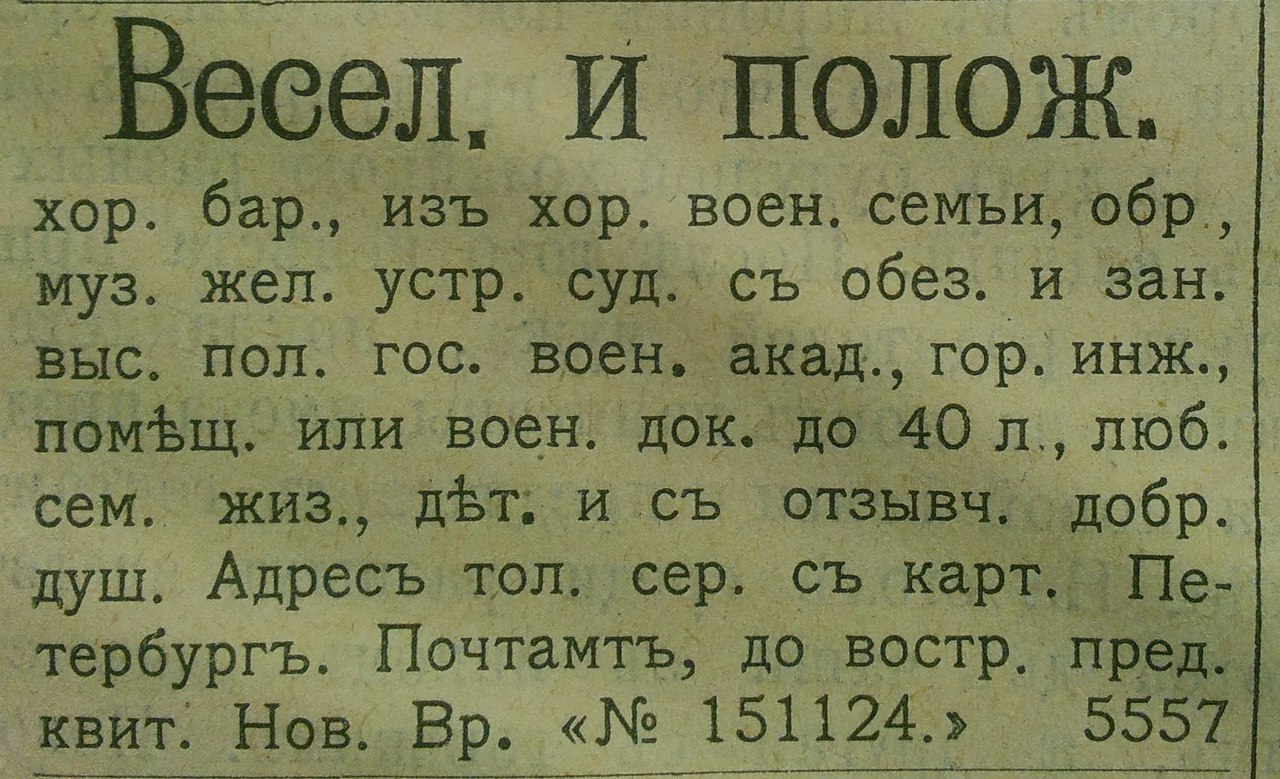 Весел. и полож.
хор. бар., изъ хор. воен. семьи, обр.,
муз. жел. устр. суд. съ обез. и зан.
выс. пол. гос. воен. акад., гор. инж.,
помѣщ. или воен. док. до 40 л., люб.
сем. жиз., дѣт. и съ отзывч. добр.
душ. Адресъ тол. сер. съ карт. Пе-
тербургъ. Почтамтъ, до востр. пред.
квит. Нов. Вр. «№ 151124.» 5557